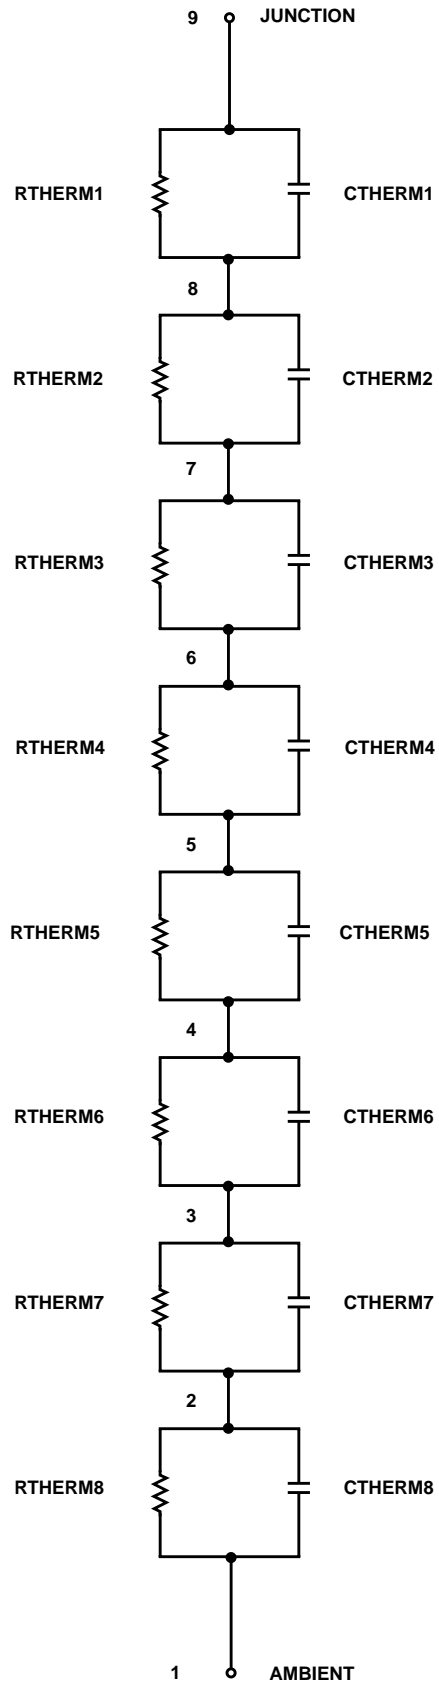 9 JUNCTION
RTHERM1 CTHERM1
8
RTHERM2 CTHERM2
7
RTHERM3 CTHERM3
6
RTHERM4 CTHERM4
5
RTHERM5 CTHERM5
4
RTHERM6 CTHERM6
3
RTHERM7 CTHERM7
2
RTHERM8 CTHERM8
1 AMBIENT